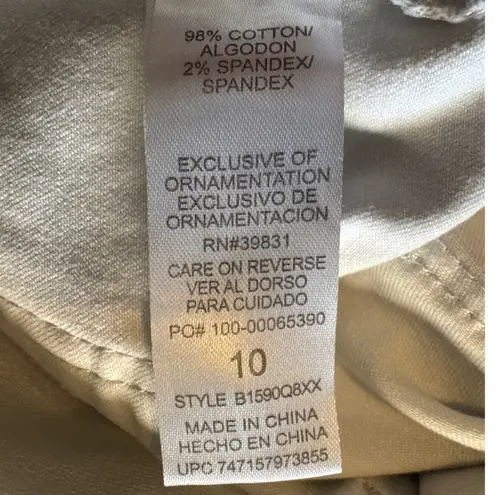 98% COTTON/
ALGODON
2% SPANDEX/
SPANDEX
EXCLUSIVE OF
ORNAMENTATION
EXCLUSIVO DE
ORNAMENTACION
RN#39831
CARE ON REVERSE
VER AL DORSO
PARA CUIDADO
PO# 100-00065390
10
STYLE B1590Q8XX
MADE IN CHINA
HECHO EN CHINA
UPC 747157973855